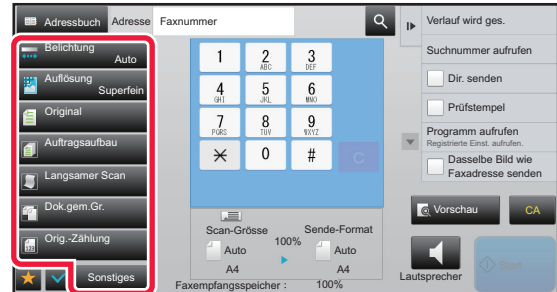 Adressbuch Adresse Faxnummer
Belichtung
Auto
Auflösung
Superfein
Original
Auftragsaufbau
Langsamer Scan
Dok.gem.Gr.
Orig.-Zählung
Sonstiges
1 2 3
ABC DEF
4 5 6
GHI JKL MNO
7 8 9
PQRS TUV WXYZ
0 #
C
Scan-Grösse
100%
Sende-Format
Auto
A4
Auto
A4
Faxempfangsspeicher : 100%
Verlauf wird ges.
Suchnummer aufrufen
Dir. senden
Prüfstempel
Programm aufrufen
Registrierte Einst. aufrufen.
Dasselbe Bild wie
Faxadresse senden
Vorschau
CA
Lautsprecher
Start